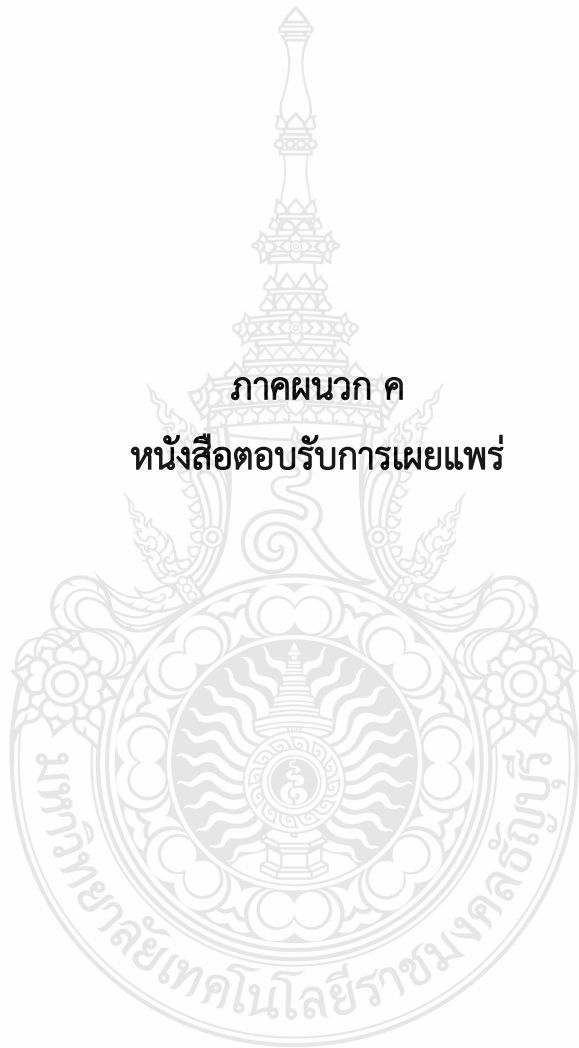 ภาคผนวก ค
หนังสือตอบรับการเผยแพร่
มหาวิทยาลัยเทคโนโลยีราชมงคลธัญบุรี